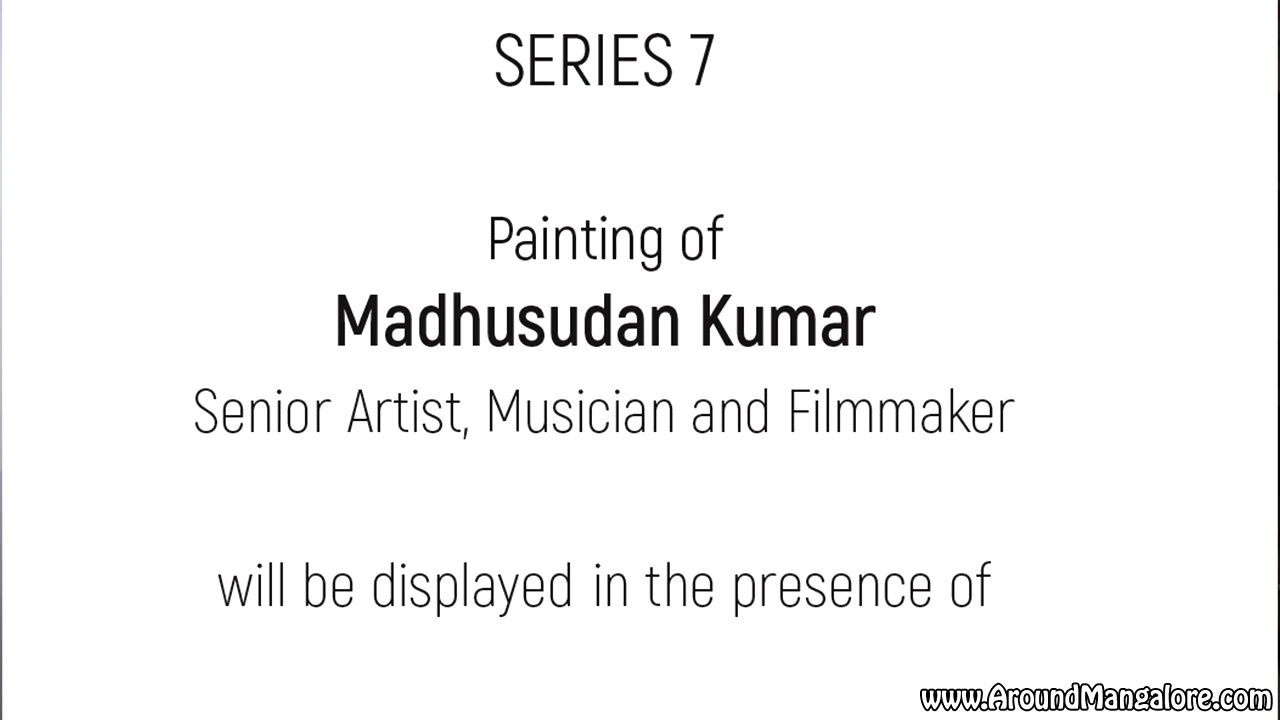 SERIES 7
Painting of
Madhusudan Kumar
Senior Artist, Musician and Filmmaker
will be displayed in the presence of
www.AroundMangalore.com